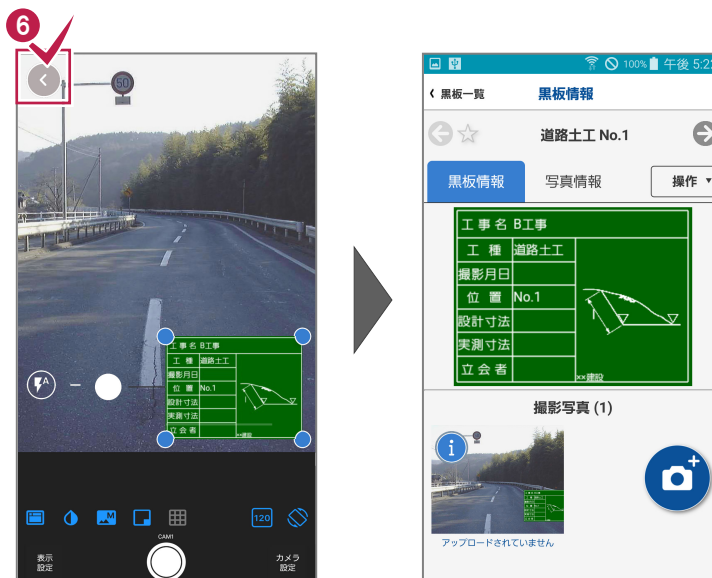 6
50
工事名 B工事
工種 道路土工
撮影月日
位置 No.1
設計寸法
実測寸法
立会者
××建設
A
M
120
CAM1
表示
設定
カメラ
設定
100% 午後 5:22
黒板一覧
黒板情報
道路土工 No.1
黒板情報
写真情報
操作 ▼
工事名 B工事
工種 道路土工
撮影月日
位置 No.1
設計寸法
実測寸法
立会者
××建設
撮影写真 (1)
i
アップロードされていません